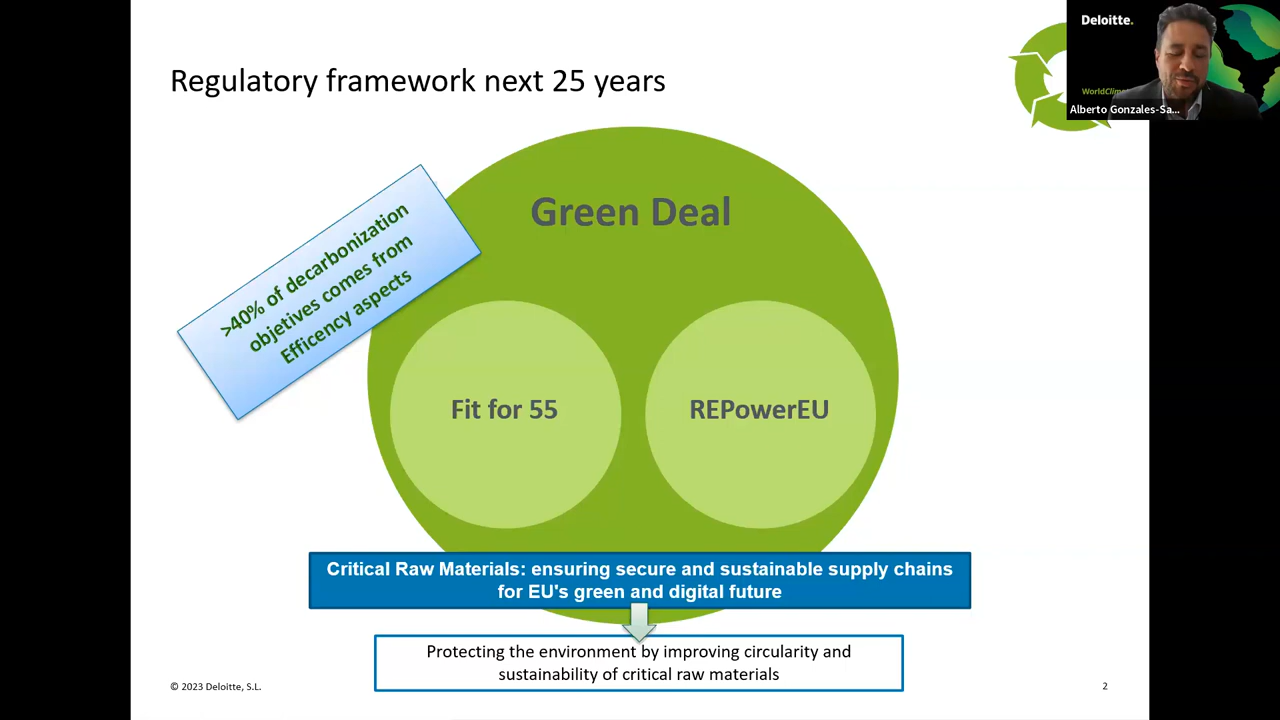 Regulatory framework next 25 years
Deloitte.
WorldClim
Alberto Gonzales-Sa...
Green Deal
>40% of decarbonization
objetives comes from
Efficency aspects
Fit for 55
REPowerEU
Critical Raw Materials: ensuring secure and sustainable supply chains
for EU's green and digital future
Protecting the environment by improving circularity and
sustainability of critical raw materials
© 2023 Deloitte, S.L.
2